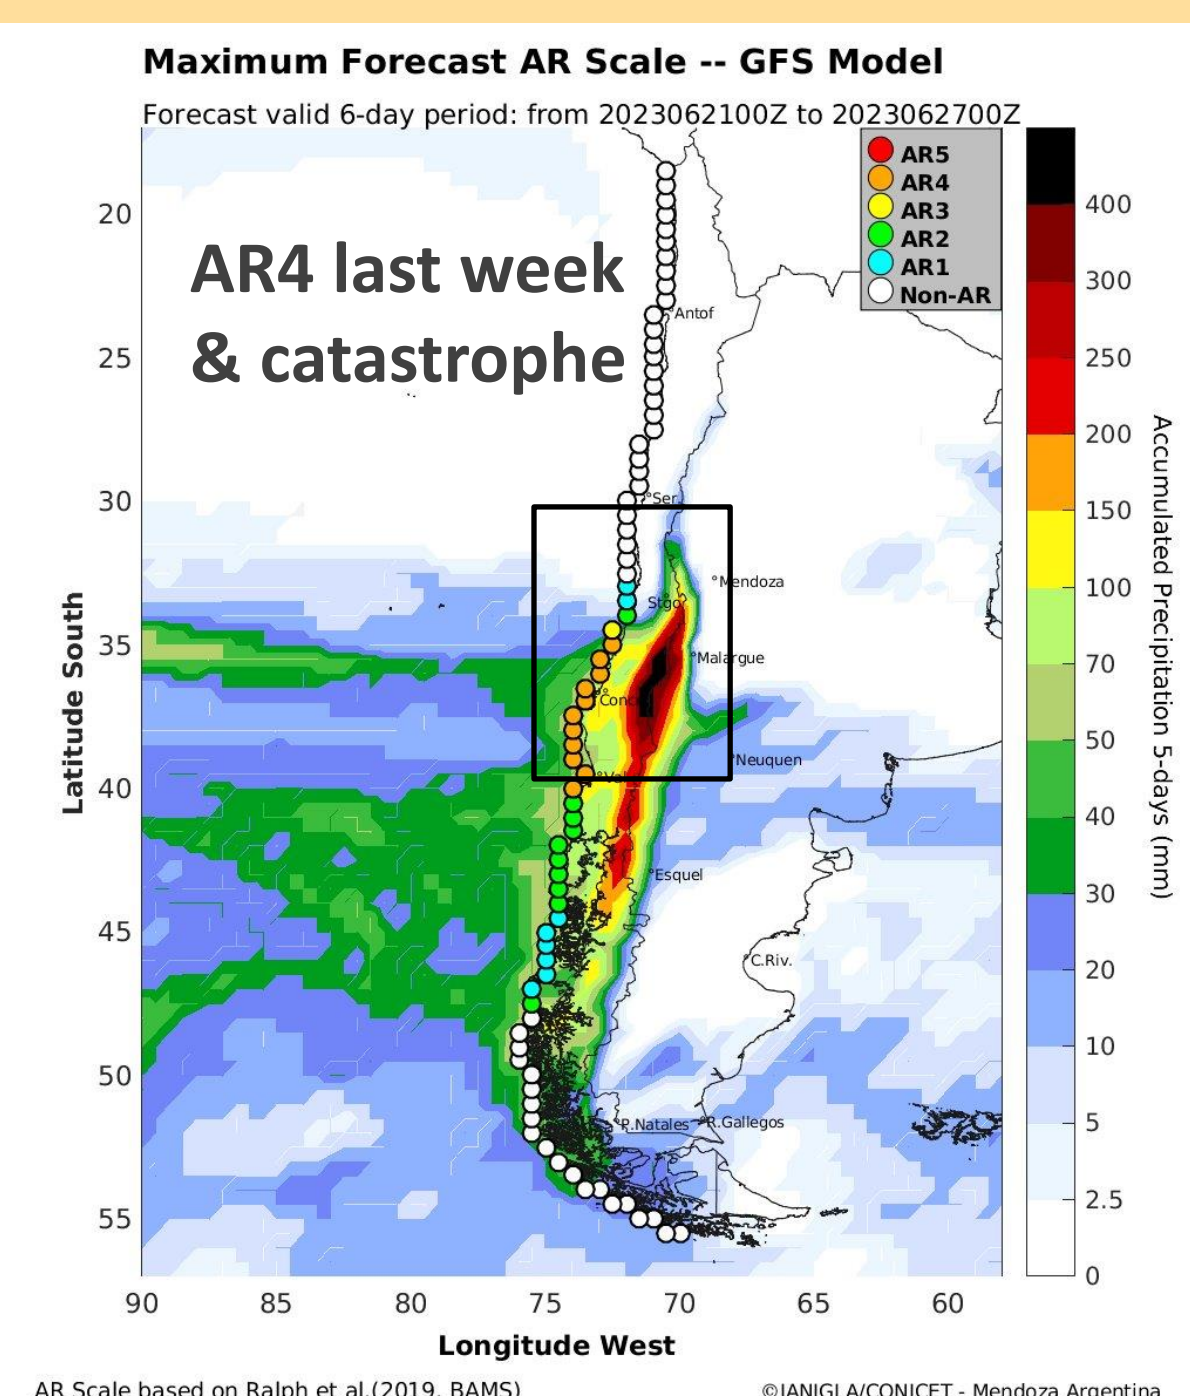 Maximum Forecast AR Scale -- GFS Model
Forecast valid 6-day period: from 2023062100Z to 2023062700Z
AR5
AR4
AR3
AR2
AR1
Non-AR
AR4 last week
& catastrophe
°Antof
°Ser.
°Mendoza
Stgo
°Malargue
°Conc
°Neuquen
°Val
°Esquel
°C.Riv.
°P.Natales
°R.Gallegos
20
25
30
35
40
45
50
55
Latitude South
90
85
80
75
70
65
60
Longitude West
400
300
250
200
150
100
70
50
40
30
20
10
5
2.5
0
Accumulated Precipitation 5-days (mm)
AR Scale based on Ralph et al.(2019, BAMS)
©IANIGLA/CONICET - Mendoza Argentina